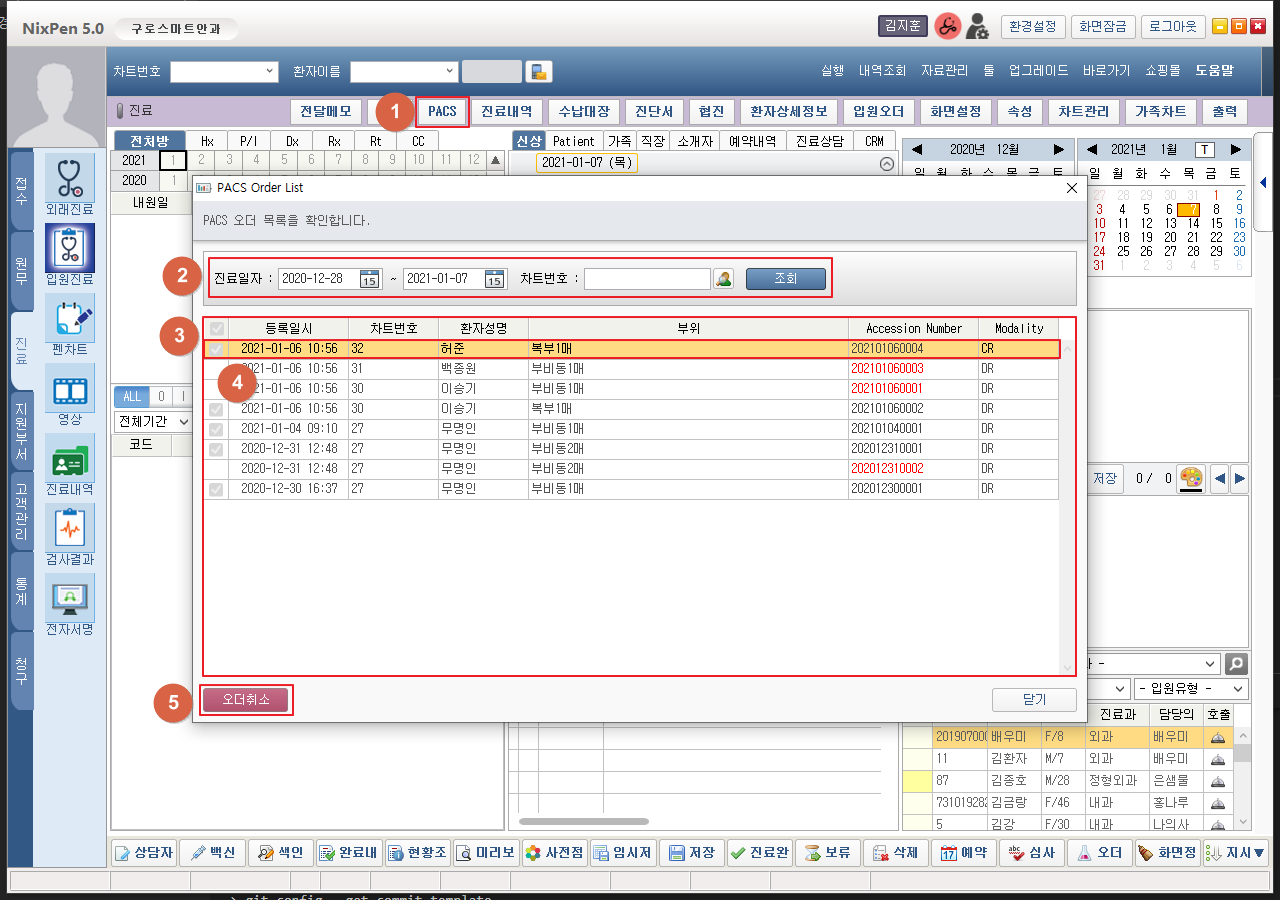 NixPen 5.0 구로스마트안과 김지훈 환경설정 화면잠금 로그아웃
차트번호 환자이름 실행 내역조회 자료관리 툴 업그레이드 바로가기 쇼핑몰 도움말
진료 전달메모 1 PACS 진료내역 수납대장 진단서 협진 환자상세정보 입원오더 화면설정 속성 차트관리 가족차트 출력
전처방 Hx P/I Dx Rx Rt CC 신상 Patient 가족 직장 소개자 예약내역 진료상담 CRM
2020년 12월 2021년 1월 T
2021 1 2 3 4 5 6 7 8 9 10 11 12 2021-01-07 (목)
2020 1
내원일
일 월 화 수 목 금 토
27 28 29 30 31 1 2
3 4 5 6 7 8 9
10 11 12 13 14 15 16
17 18 19 20 21 22 23
24 25 26 27 28 29 30
31 1 2 3 4 5 6
접수
원무
진료
지원부서
고객관리
통계
청구
외래진료
입원진료
펜차트
영상
진료내역
검사결과
전자서명
ALL 0 I
전체기간
코드
PACS Order List
PACS 오더 목록을 확인합니다.
2 진료일자 : 2020-12-28 15 ~ 2021-01-07 15 차트번호 : 조회
3 등록일시 차트번호 환자성명 부위 Accession Number Modality
2021-01-06 10:56 32 허준 복부1매 202101060004 CR
2021-01-06 10:56 31 백종원 부비동1매 202101060003 DR
4 2021-01-06 10:56 30 이승기 부비동1매 202101060001 DR
2021-01-06 10:56 30 이승기 복부1매 202101060002 DR
2021-01-04 09:10 27 무명인 부비동1매 202101040001 DR
2020-12-31 12:48 27 무명인 부비동2매 202012310001 DR
2020-12-31 12:48 27 무명인 부비동2매 202012310002 DR
2020-12-30 16:37 27 무명인 부비동1매 202012300001 DR
5 오더취소 닫기
저장 0 / 0
- 입원유형 -
진료과 담당의 호출
201907000 배우미 F/8 외과 배우미
11 김환자 M/7 외과 배우미
87 김종호 M/28 정형외과 은샘물
731019282 김금랑 F/46 내과 홍나루
5 김강 F/30 내과 나의사
상담자 백신 색인 완료내 현황조 미리보 사전점 임시저 저장 진료완 보류 삭제 17 예약 abc 심사 오더 화면정 지시▼